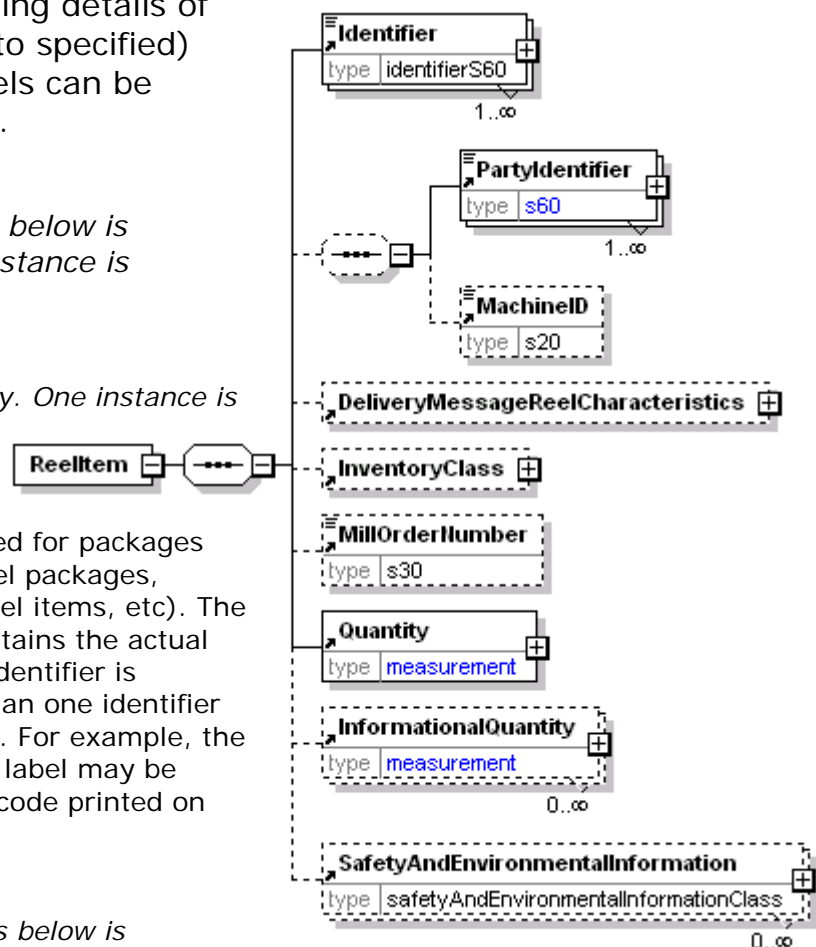 ing details of
to specified)
els can be
.
below is
stance is
y. One instance is
ed for packages
el packages,
el items, etc). The
tains the actual
dentifier is
an one identifier
. For example, the
label may be
code printed on
s below is
ReelItem
Identifier
type identifierS60
1..∞
PartyIdentifier
type s60
1..∞
MachineID
type s20
DeliveryMessageReelCharacteristics
InventoryClass
MillOrderNumber
type s30
Quantity
type measurement
InformationalQuantity
type measurement
0..∞
SafetyAndEnvironmentalInformation
type safetyAndEnvironmentalInformationClass
0..∞